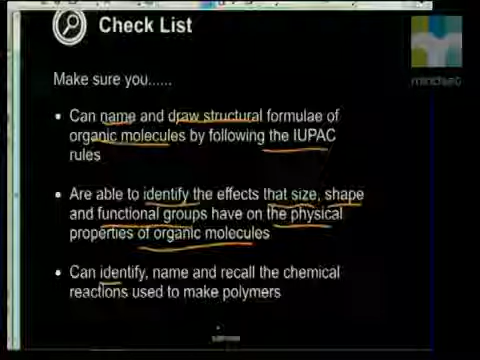 Check List
Make sure you......
Can name and draw structural formulae of
organic molecules by following the IUPAC
rules
Are able to identify the effects that size, shape
and functional groups have on the physical
properties of organic molecules
Can identify, name and recall the chemical
reactions used to make polymers
mindset